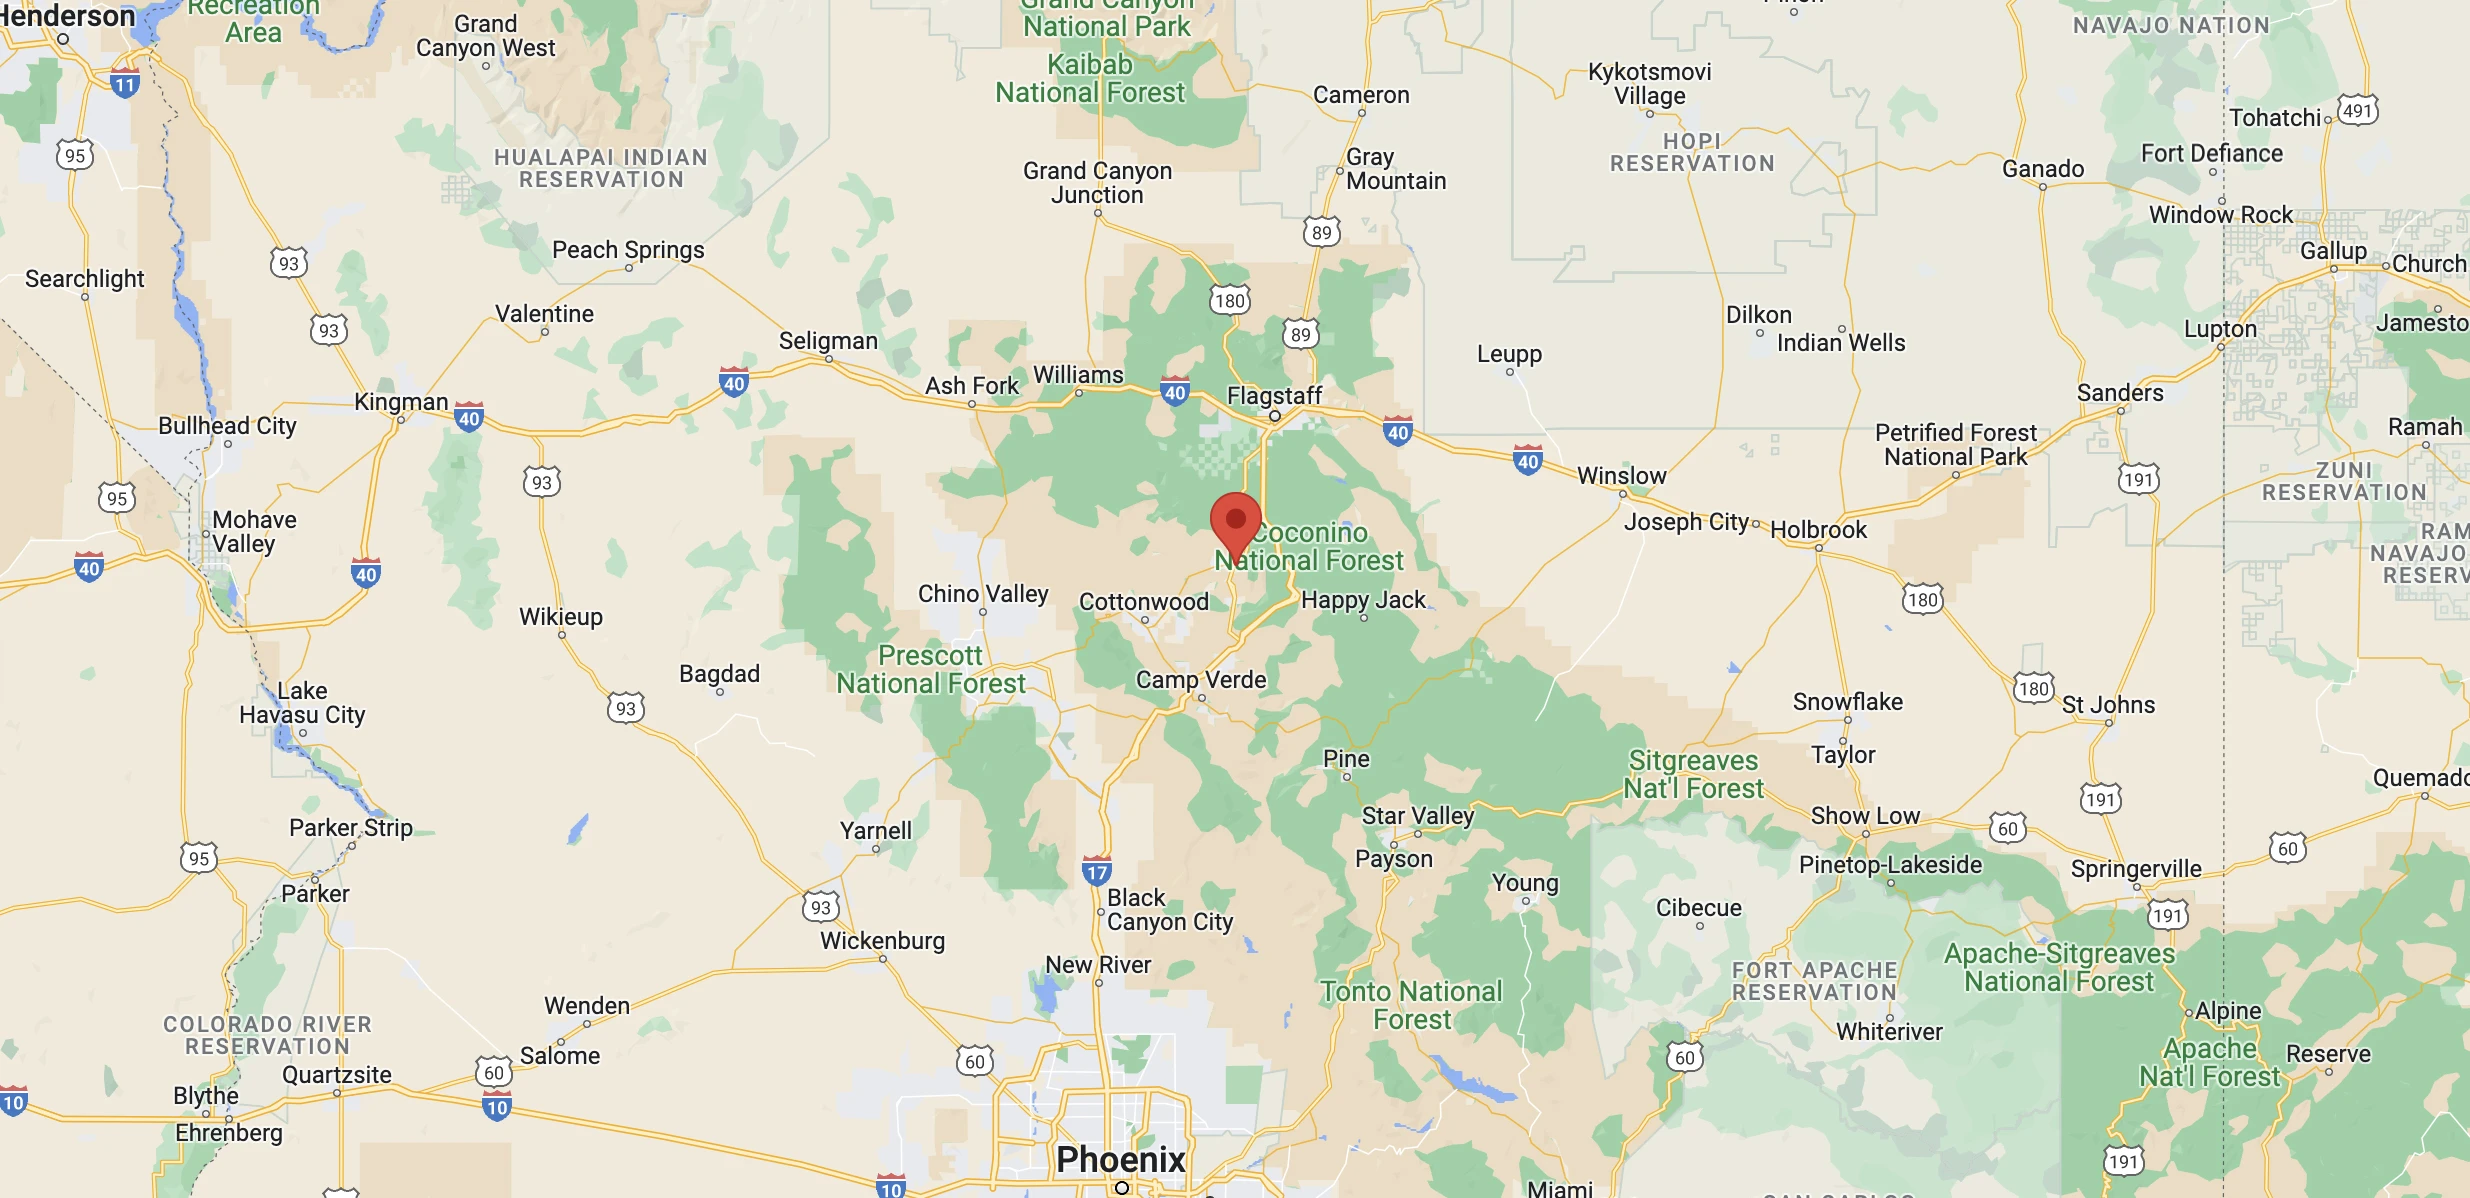 Henderson
Recreation
Area
Grand
Canyon West
Grand Canyon
National Park
Kaibab
National Forest
Cameron
Kykotsmovi
Village
NAVAJO NATION
11
95
491
Tohatchi
HOPI
RESERVATION
Fort Defiance
HUALAPAI INDIAN
RESERVATION
Grand Canyon
Junction
Gray
Mountain
Ganado
Window Rock
89
93
Peach Springs
Gallup
Church
Searchlight
180
Valentine
93
89
Dilkon
Indian Wells
Lupton
Jamesto
Seligman
Leupp
40
Ash Fork
Williams
40
Flagstaff
Sanders
Kingman
40
40
Bullhead City
Petrified Forest
National Park
Ramah
40
Winslow
93
191
ZUNI
RESERVATION
95
Mohave
Valley
Joseph City
Holbrook
Coconino
National Forest
RAM
NAVAJO
RESERV
40
40
Chino Valley
Cottonwood
Happy Jack
180
Wikieup
Prescott
National Forest
Bagdad
Camp Verde
180
Lake
Havasu City
93
Snowflake
St Johns
Taylor
Pine
Sitgreaves
Nat'l Forest
Quemado
191
Parker Strip
Yarnell
Star Valley
Show Low
60
60
95
Payson
Pinetop-Lakeside
Springerville
17
Parker
Young
93
Black
Canyon City
Cibecue
191
Wickenburg
New River
Apache-Sitgreaves
National Forest
FORT APACHE
RESERVATION
Tonto National
Forest
Wenden
Alpine
COLORADO RIVER
RESERVATION
Whiteriver
Salome
60
60
Apache
Nat'l Forest
Reserve
Quartzsite
60
Blythe
10
10
Ehrenberg
Phoenix
191
10
Miami